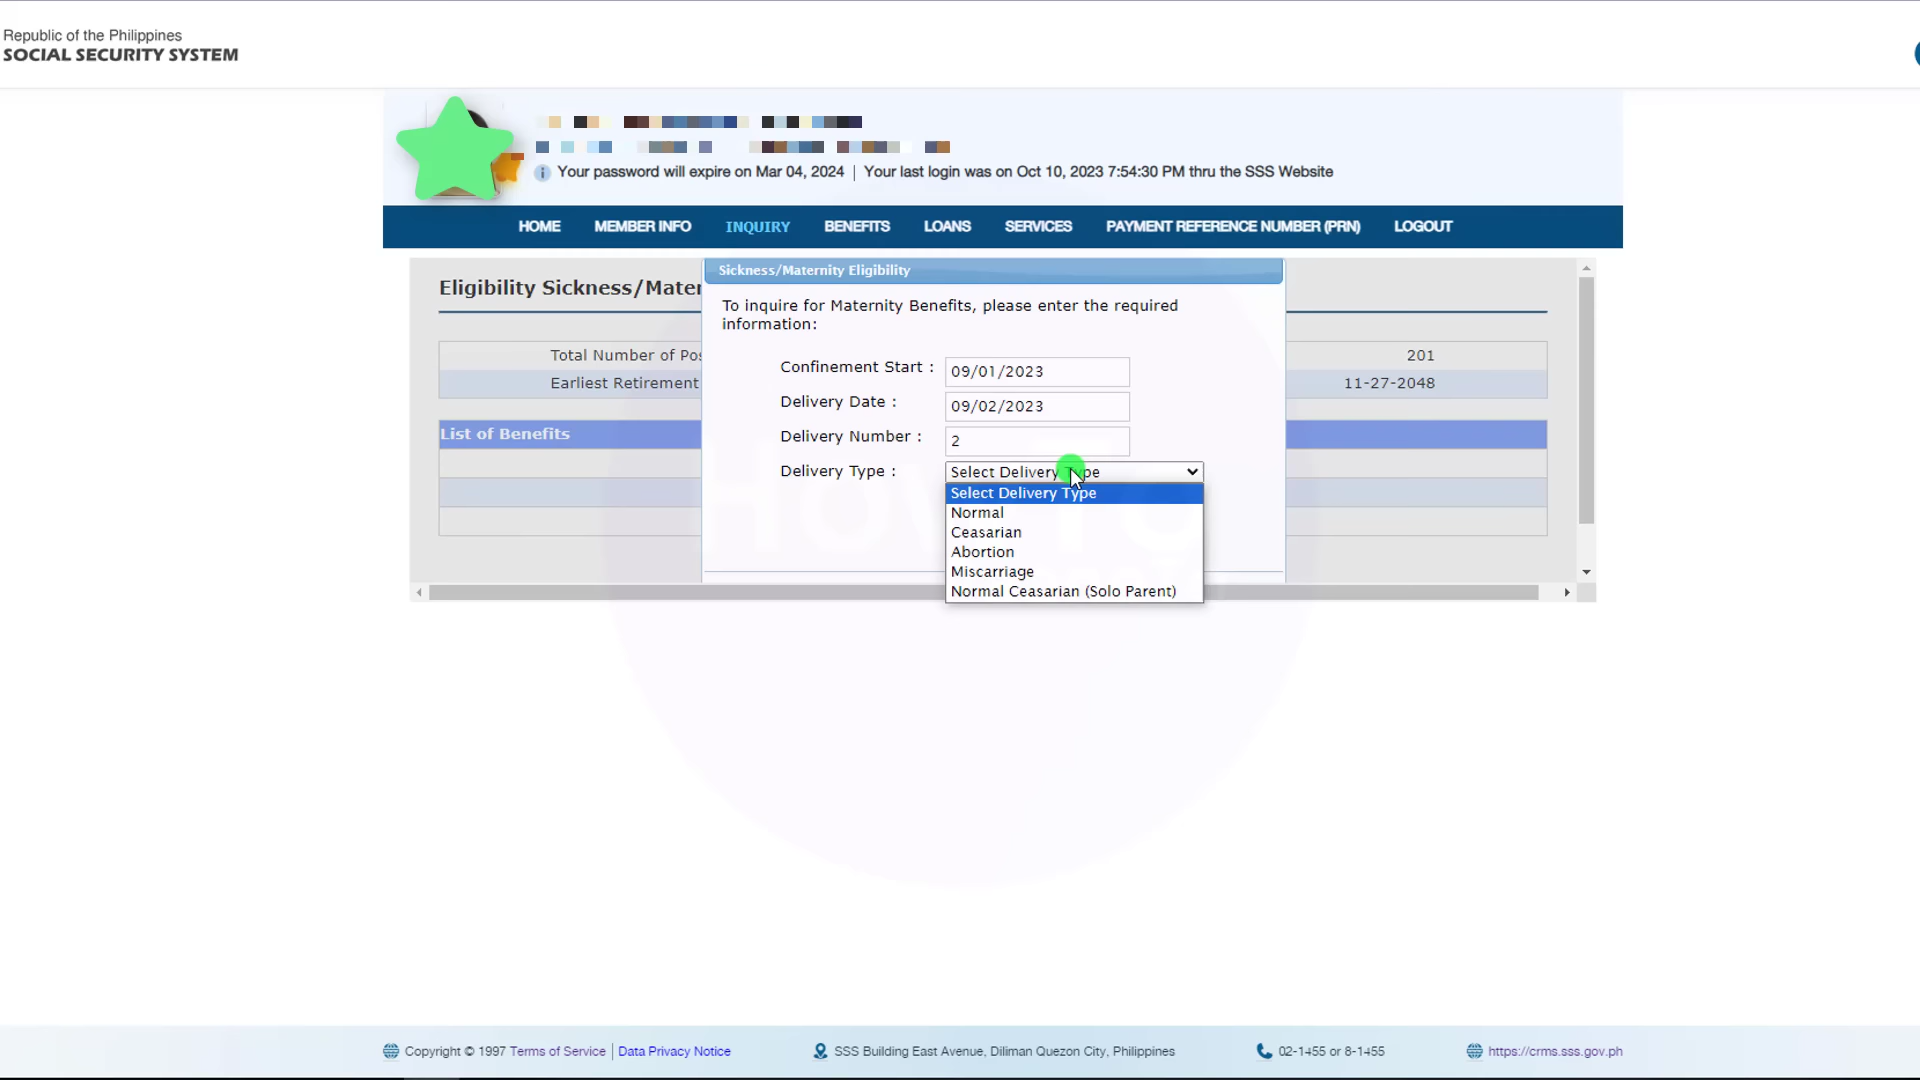 Republic of the Philippines
SOCIAL SECURITY SYSTEM
Your password will expire on Mar 04, 2024 | Your last login was on Oct 10, 2023 7:54:30 PM thru the SSS Website
HOME MEMBER INFO INQUIRY BENEFITS LOANS SERVICES PAYMENT REFERENCE NUMBER (PRN) LOGOUT
Sickness/Maternity Eligibility
Eligibility Sickness/Mater
To inquire for Maternity Benefits, please enter the required
information:
Total Number of Pos 201
Confinement Start : 09/01/2023
Earliest Retirement 11-27-2048
Delivery Date : 09/02/2023
List of Benefits
Delivery Number : 2
Delivery Type : Select Delivery Type
Select Delivery Type
Normal
Ceasarian
Abortion
Miscarriage
Normal Ceasarian (Solo Parent)
Copyright © 1997 Terms of Service | Data Privacy Notice SSS Building East Avenue, Diliman Quezon City, Philippines 02-1455 or 8-1455 https://crms.sss.gov.ph